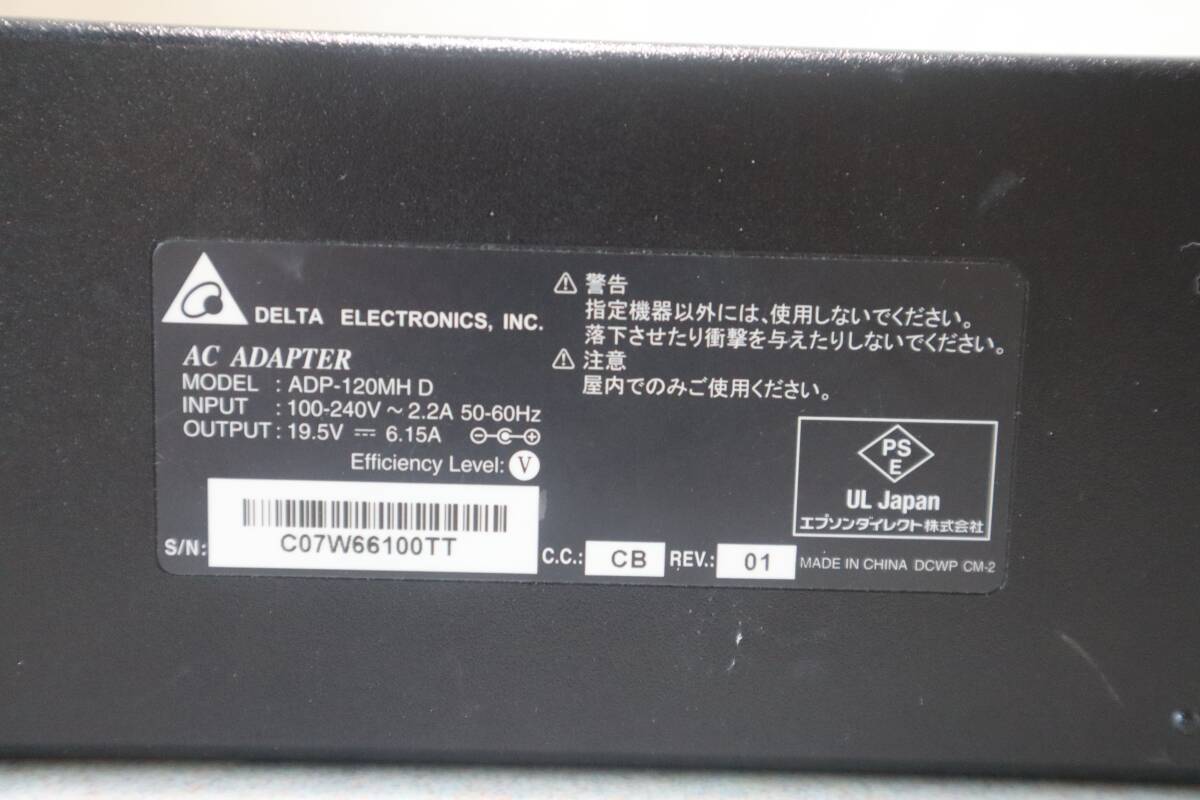 DELTA ELECTRONICS, INC.
AC ADAPTER
MODEL : ADP-120MH D
INPUT : 100-240V ~ 2.2A 50-60Hz
OUTPUT : 19.5V ⎓ 6.15A
Efficiency Level: V
S/N: C07W66100TT
⚠ 警告
指定機器以外には、使用しないでください。
落下させたり衝撃を与えたりしないでください。
⚠ 注意
屋内でのみご使用ください。
PS
E
UL Japan
エプソンダイレクト株式会社
C.C.: CB REV.: 01 MADE IN CHINA DCWP CM-2